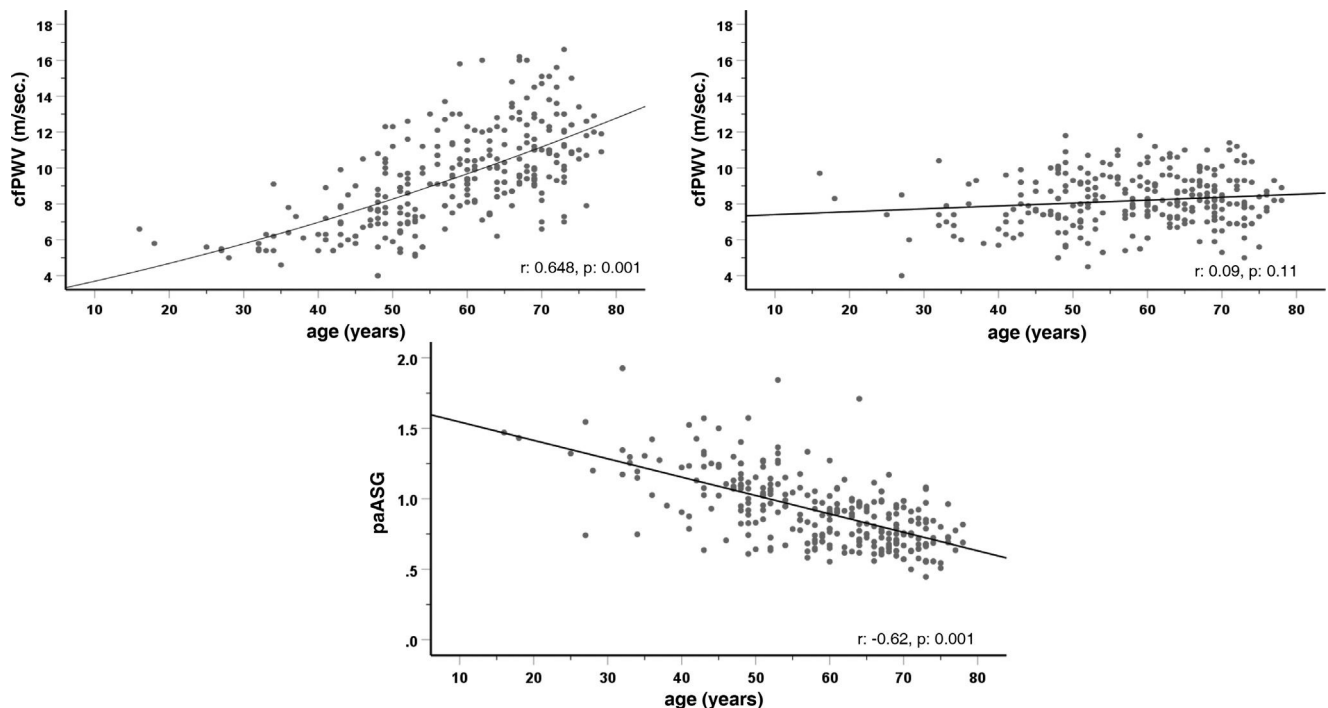 18
16
14
12
10
8
6
4
cfPWV (m/sec.)
r: 0.648, p: 0.001
10 20 30 40 50 60 70 80
age (years)
18
16
14
12
10
8
6
4
cfPWV (m/sec.)
r: 0.09, p: 0.11
10 20 30 40 50 60 70 80
age (years)
2.0
1.5
1.0
.5
.0
paASG
r: -0.62, p: 0.001
10 20 30 40 50 60 70 80
age (years)